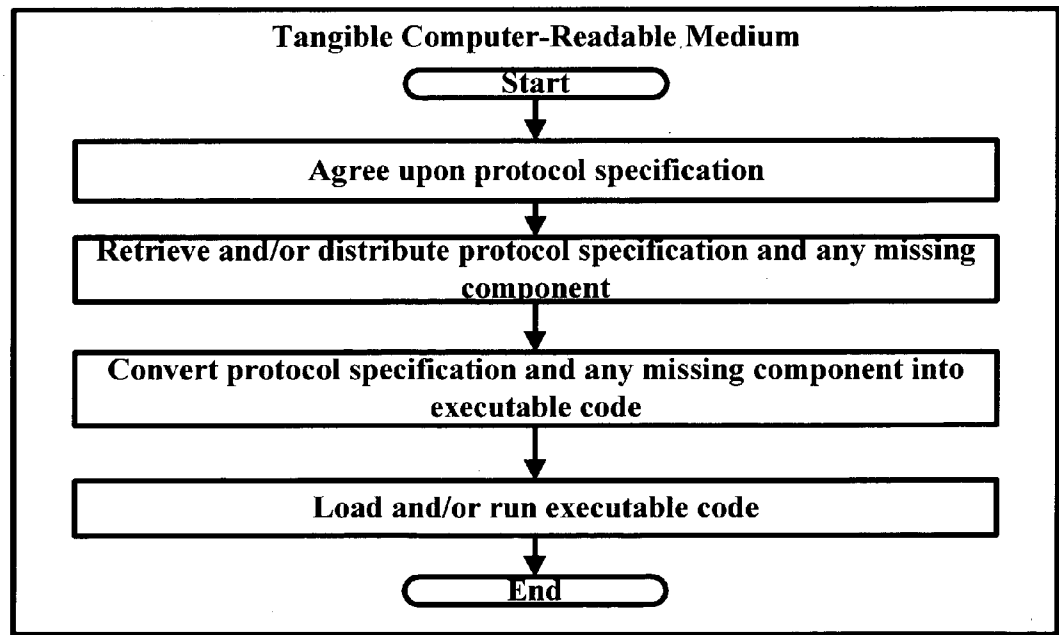 Tangible Computer-Readable Medium
Start
Agree upon protocol specification
Retrieve and/or distribute protocol specification and any missing
component
Convert protocol specification and any missing component into
executable code
Load and/or run executable code
End